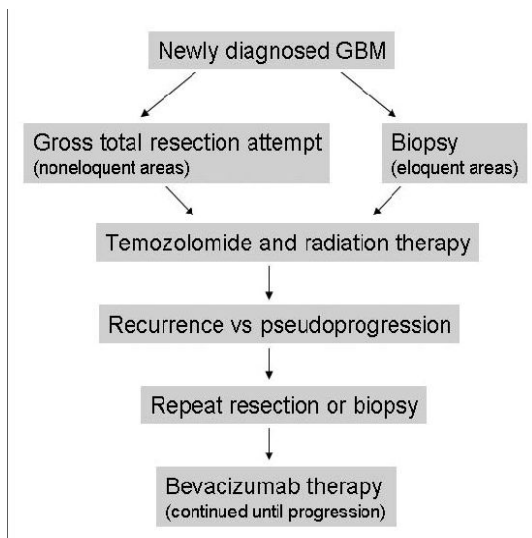 Newly diagnosed GBM
Gross total resection attempt
(noneloquent areas)
Biopsy
(eloquent areas)
Temozolomide and radiation therapy
Recurrence vs pseudoprogression
Repeat resection or biopsy
Bevacizumab therapy
(continued until progression)